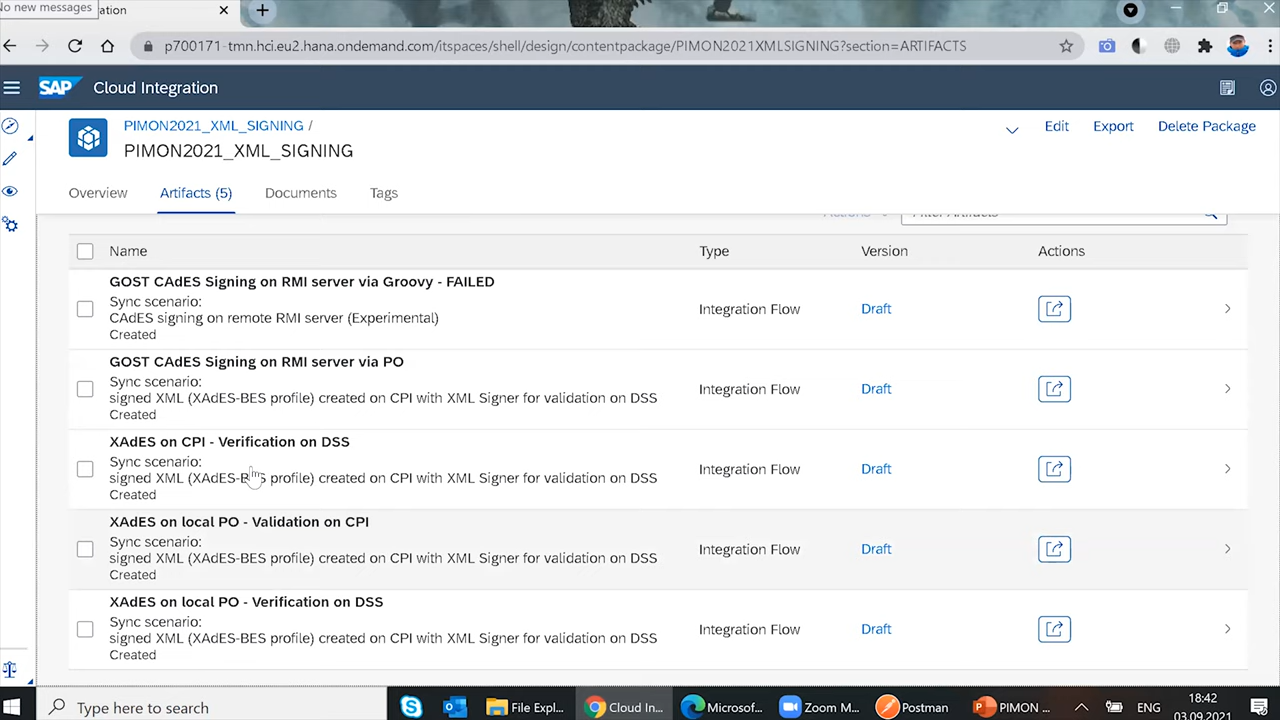 No new messages
ation
p700171-tmn.hci.eu2.hana.ondemand.com/itspaces/shell/design/contentpackage/PIMON2021XMLSIGNING?section=ARTIFACTS
SAP Cloud Integration
PIMON2021_XML_SIGNING /
PIMON2021_XML_SIGNING
Edit Export Delete Package
Overview Artifacts (5) Documents Tags
Actions Filter Artifacts
Name Type Version Actions
GOST CAdES Signing on RMI server via Groovy - FAILED
Sync scenario:
CAdES signing on remote RMI server (Experimental)
Created
Integration Flow Draft
GOST CAdES Signing on RMI server via PO
Sync scenario:
signed XML (XAdES-BES profile) created on CPI with XML Signer for validation on DSS
Created
Integration Flow Draft
XAdES on CPI - Verification on DSS
Sync scenario:
signed XML (XAdES-BES profile) created on CPI with XML Signer for validation on DSS
Created
Integration Flow Draft
XAdES on local PO - Validation on CPI
Sync scenario:
signed XML (XAdES-BES profile) created on CPI with XML Signer for validation on DSS
Created
Integration Flow Draft
XAdES on local PO - Verification on DSS
Sync scenario:
signed XML (XAdES-BES profile) created on CPI with XML Signer for validation on DSS
Created
Integration Flow Draft
Type here to search
File Expl... Cloud In... Microsof... Zoom M... Postman PIMON ... ENG
18:42
03.09.2021